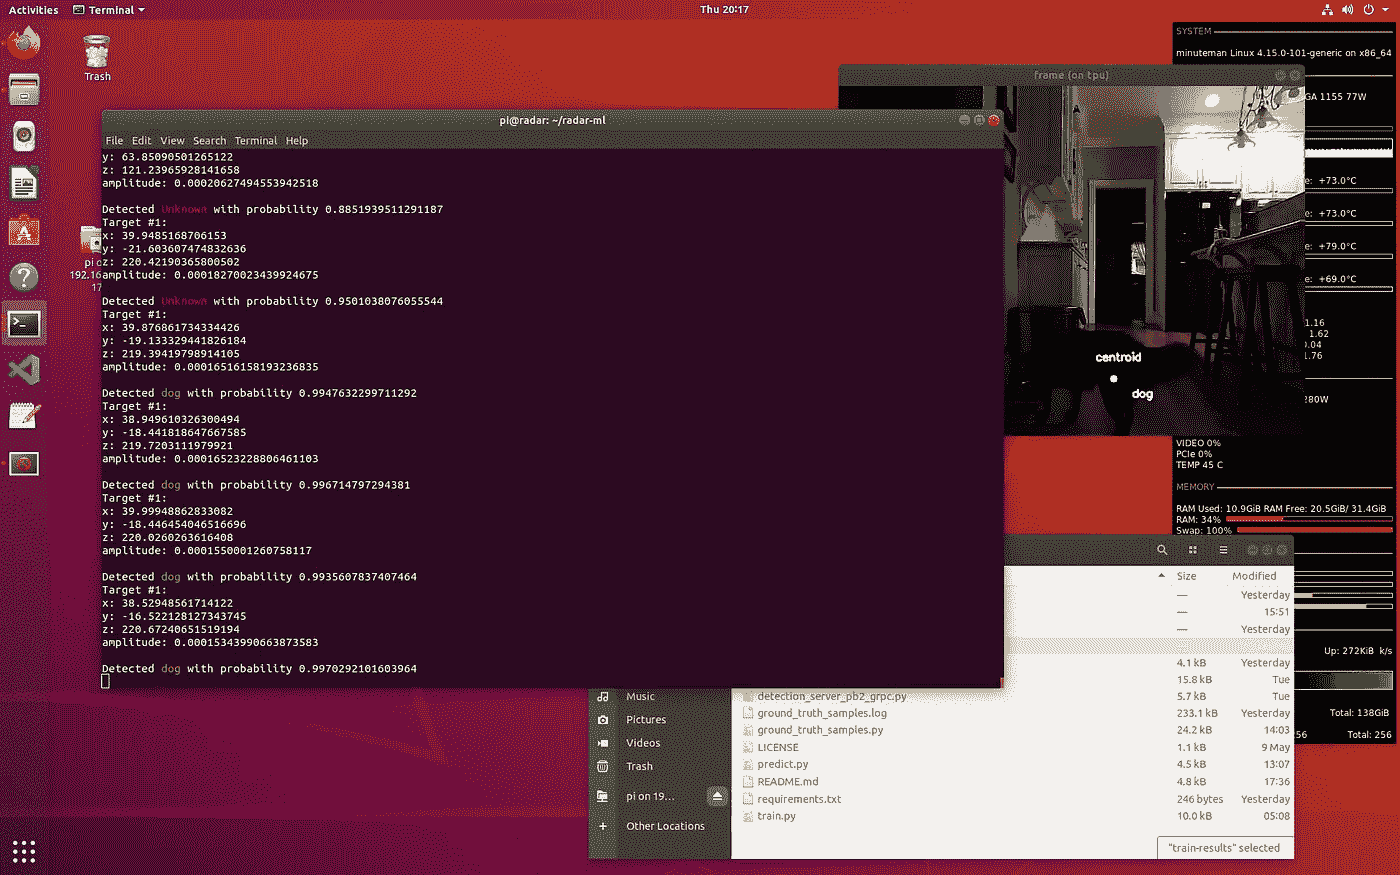 Activities Terminal Thu 20:17
Trash
pi@radar: ~/radar-ml
File Edit View Search Terminal Help
y: 63.85090501265122
z: 121.23965928141658
amplitude: 0.00020627494553942518
Detected Unknown with probability 0.8851939511291187
Target #1:
x: 39.9485168706153
y: -21.603607474832636
z: 220.42190365800502
amplitude: 0.00018270023439924675
Detected Unknown with probability 0.9501038076055544
Target #1:
x: 39.876861734334426
y: -19.133329441826184
z: 219.39419798914105
amplitude: 0.00016516158193236835
Detected dog with probability 0.9947632299711292
Target #1:
x: 38.949610326300494
y: -18.441818647667585
z: 219.7203111979921
amplitude: 0.00016523228806461103
Detected dog with probability 0.996714797294381
Target #1:
x: 39.99948862833082
y: -18.446454046516696
z: 220.0260263616408
amplitude: 0.0001550001260758117
Detected dog with probability 0.9935607837407464
Target #1:
x: 38.52948561714122
y: -16.522128127343745
z: 220.67240651519194
amplitude: 0.00015343990663873583
Detected dog with probability 0.9970292101603964
pi
192.16
17
frame (on tpu)
centroid
dog
SYSTEM
minuteman Linux 4.15.0-101-generic on x86_64
GA 1155 77W
e: +73.0°C
e: +73.0°C
e: +79.0°C
e: +69.0°C
1.16
1.62
0.04
1.76
280W
VIDEO 0%
PCIe 0%
TEMP 45 C
MEMORY
RAM Used: 10.9GiB RAM Free: 20.5GiB/ 31.4GiB
RAM: 34%
Swap: 100%
Up: 272KiB k/s
Total: 138GiB
56 Total: 256
Size Modified
— Yesterday
— 15:51
— Yesterday
4.1 kB Yesterday
15.8 kB Tue
detection_server_pb2_grpc.py 5.7 kB Tue
ground_truth_samples.log 233.1 kB Yesterday
ground_truth_samples.py 24.2 kB 14:03
LICENSE 1.1 kB 9 May
predict.py 4.5 kB 13:07
README.md 4.8 kB 17:36
requirements.txt 246 bytes Yesterday
train.py 10.0 kB 05:08
Music
Pictures
Videos
Trash
pi on 19...
Other Locations
"train-results" selected